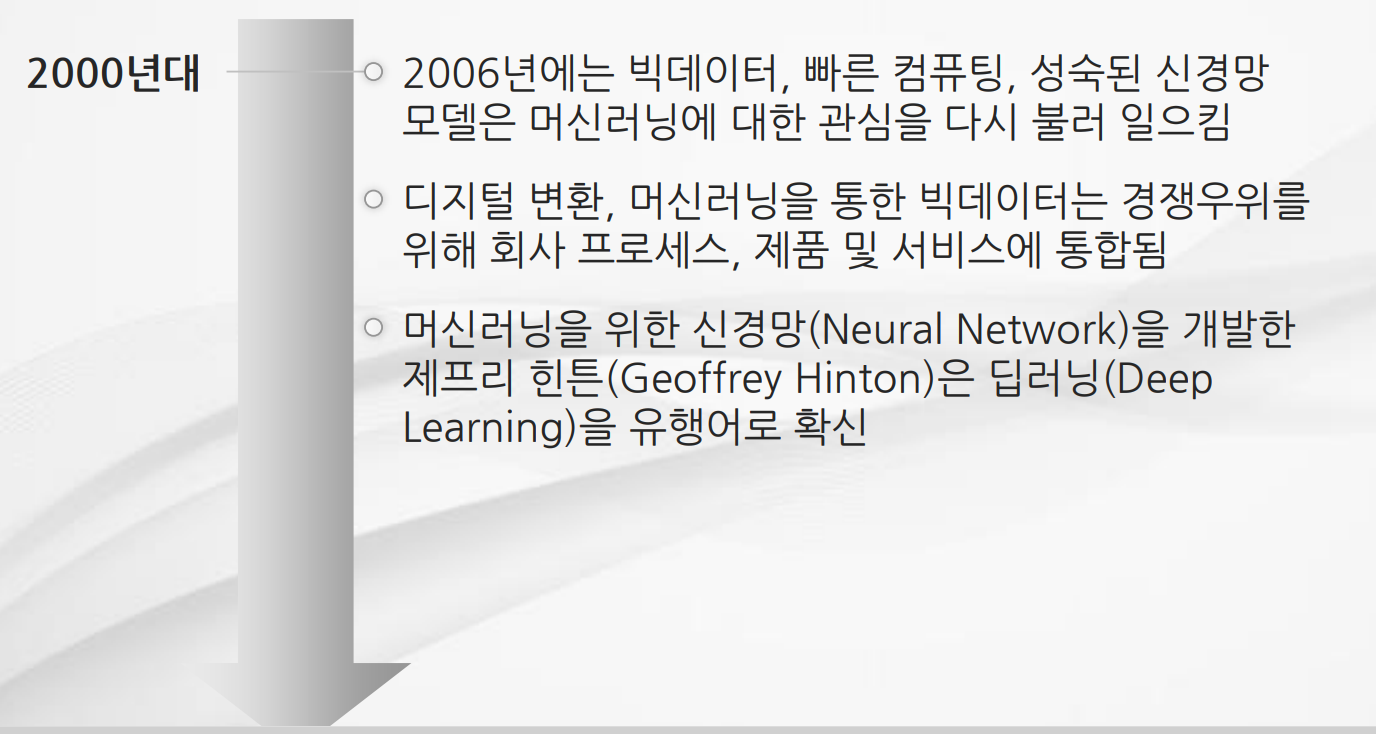 2000년대
2006년에는 빅데이터, 빠른 컴퓨팅, 성숙된 신경망
모델은 머신러닝에 대한 관심을 다시 불러 일으킴
디지털 변환, 머신러닝을 통한 빅데이터는 경쟁우위를
위해 회사 프로세스, 제품 및 서비스에 통합됨
머신러닝을 위한 신경망(Neural Network)을 개발한
제프리 힌튼(Geoffrey Hinton)은 딥러닝(Deep
Learning)을 유행어로 확신